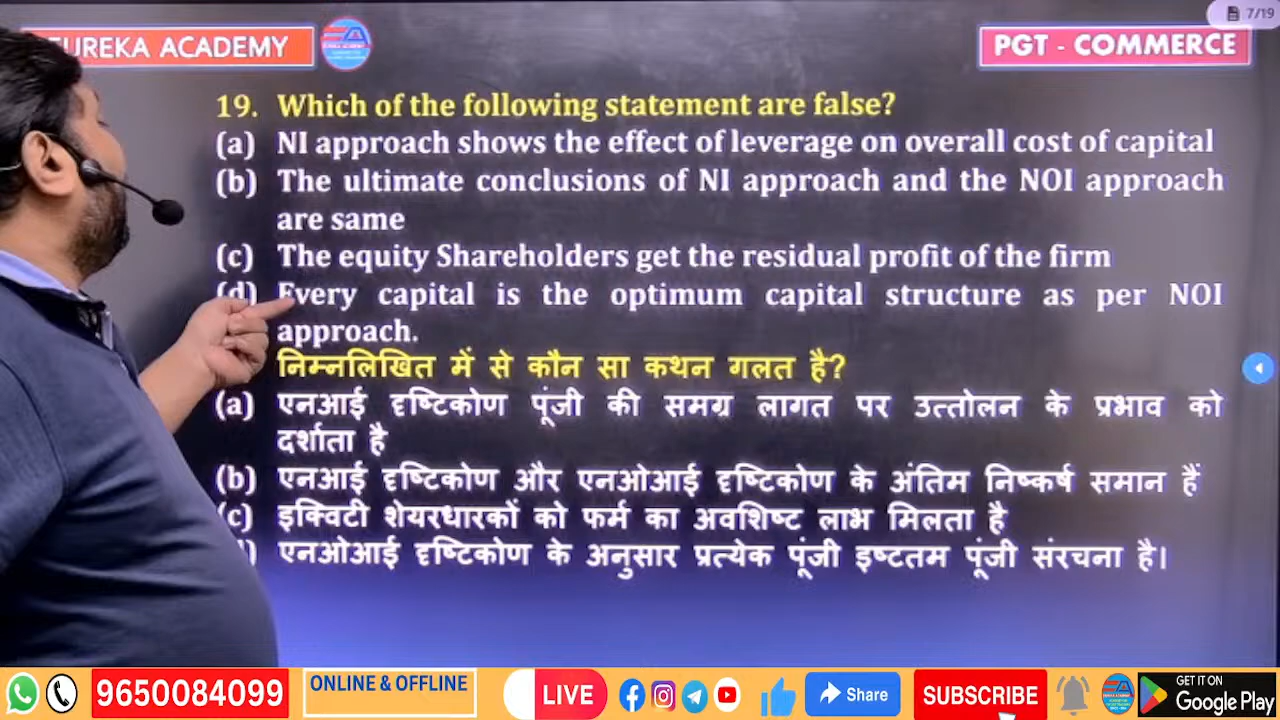 7/19
EUREKA ACADEMY
PGT - COMMERCE
19. Which of the following statement are false?
(a) NI approach shows the effect of leverage on overall cost of capital
(b) The ultimate conclusions of NI approach and the NOI approach
are same
(c) The equity Shareholders get the residual profit of the firm
(d) Every capital is the optimum capital structure as per NOI
approach.
निम्नलिखित में से कौन सा कथन गलत है?
(a) एनआई दृष्टिकोण पूंजी की समग्र लागत पर उत्तोलन के प्रभाव को
दर्शाता है
(b) एनआई दृष्टिकोण और एनओआई दृष्टिकोण के अंतिम निष्कर्ष समान हैं
(c) इक्विटी शेयरधारकों को फर्म का अवशिष्ट लाभ मिलता है
एनओआई दृष्टिकोण के अनुसार प्रत्येक पूंजी इष्टतम पूंजी संरचना है।
9650084099
ONLINE & OFFLINE
LIVE
Share
SUBSCRIBE
GET IT ON
Google Play